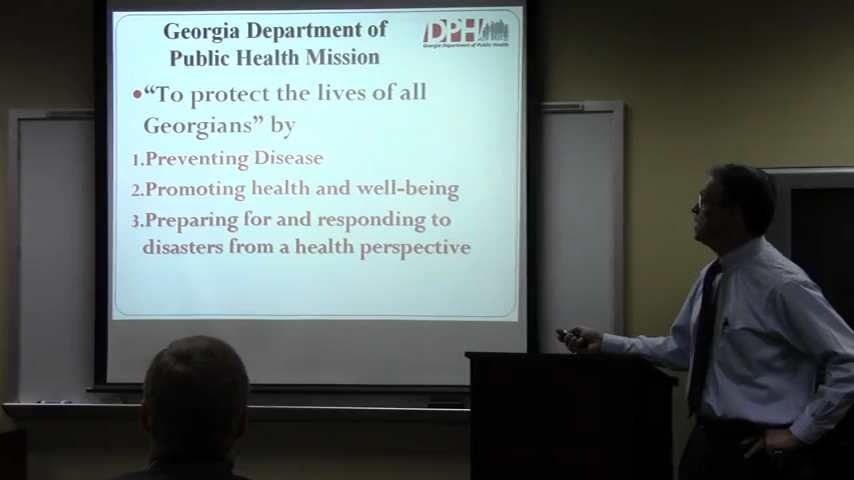 Georgia Department of
Public Health Mission
DPH
Georgia Department of Public Health
•“To protect the lives of all
Georgians” by
1.Preventing Disease
2.Promoting health and well-being
3.Preparing for and responding to
disasters from a health perspective